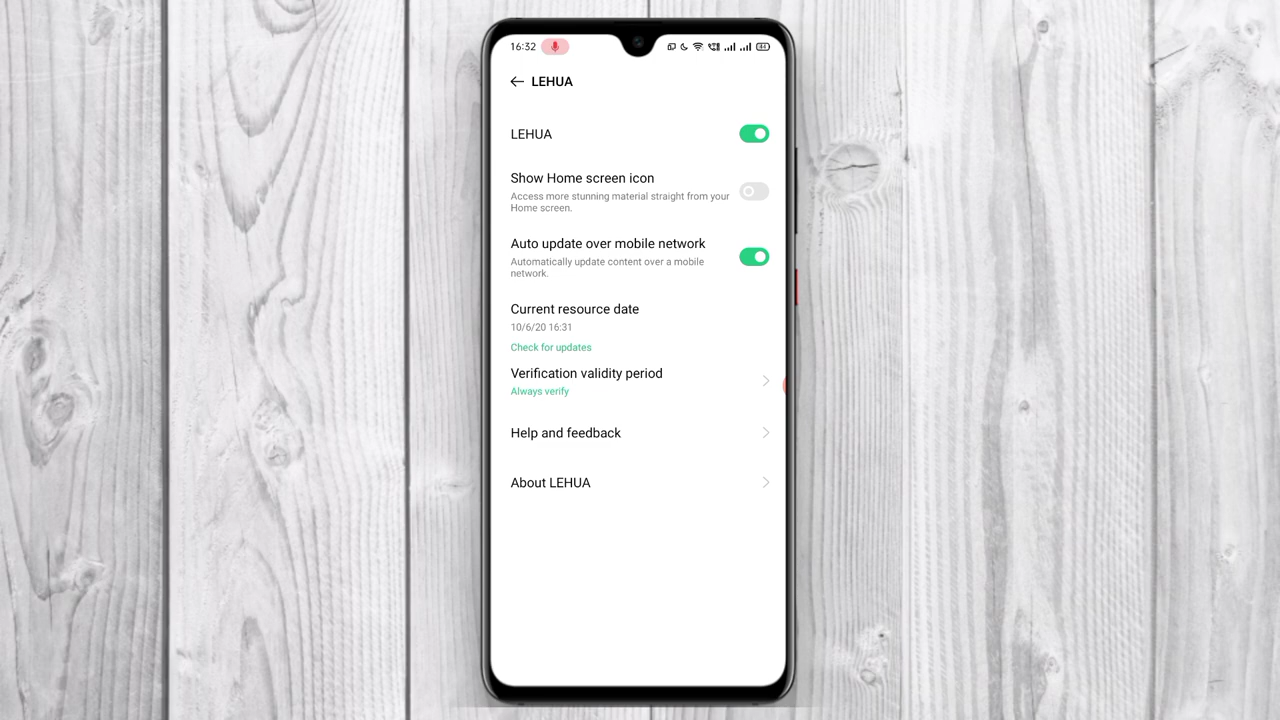 16:32
LEHUA
LEHUA
Show Home screen icon
Access more stunning material straight from your
Home screen.
Auto update over mobile network
Automatically update content over a mobile
network.
Current resource date
10/6/20 16:31
Check for updates
Verification validity period
Always verify
Help and feedback
About LEHUA